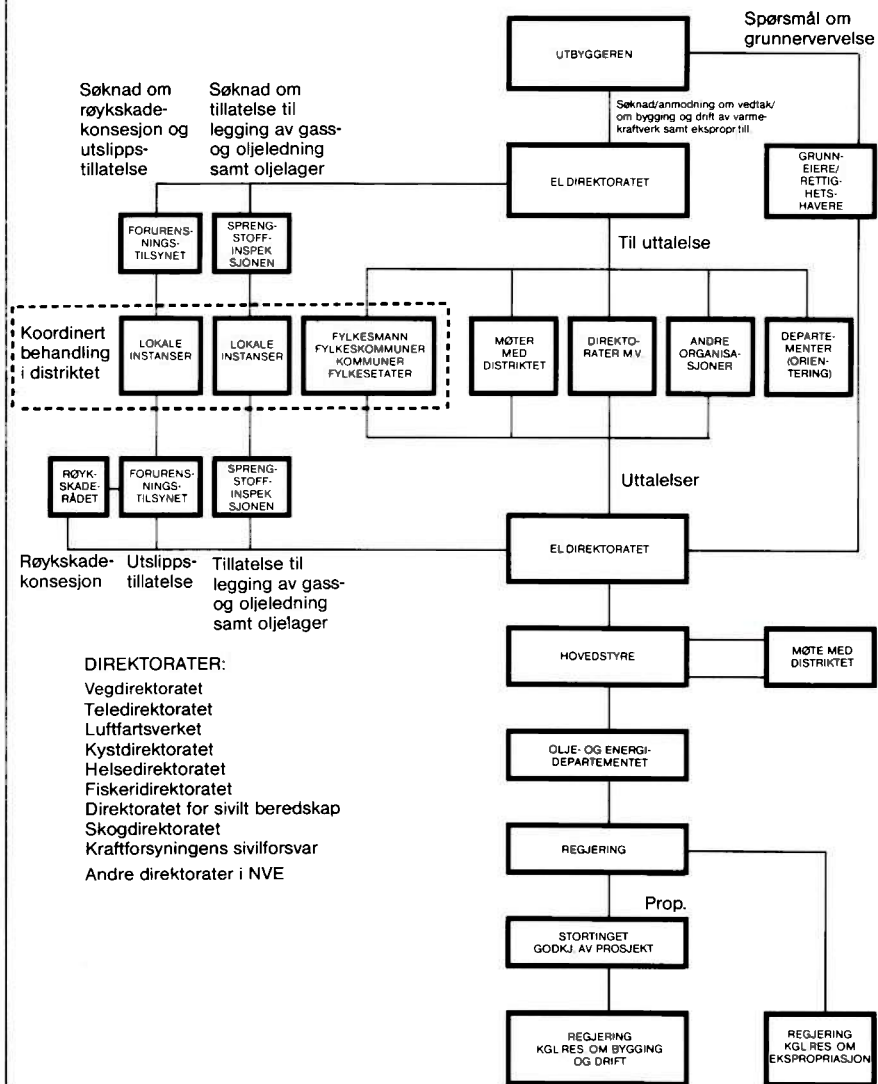 Spørsmål om
grunnervervelse
UTBYGGEREN
Søknad om
røykskade-
konsesjon og
utslipps-
tillatelse
Søknad om
tillatelse til
legging av gass-
og oljeledning
samt oljelager
Søknad/anmodning om vedtak/
om bygging og drift av varme-
kraftverk samt ekspropr till
EL DIREKTORATET
GRUNN-
EIERE/
RETTIG-
HETS-
HAVERE
FORURENS-
NINGS-
TILSYNET
SPRENG-
STOFF-
INSPEK
SJONEN
Til uttalelse
Koordinert
behandling
i distriktet
LOKALE
INSTANSER
LOKALE
INSTANSER
FYLKESMANN
FYLKESKOMMUNER
KOMMUNER
FYLKESETATER
MØTER
MED
DISTRIKTET
DIREKTO-
RATER M.V.
ANDRE
ORGANISA-
SJONER
DEPARTE-
MENTER
(ORIEN-
TERING)
RØYK-
SKADE-
RÅDET
FORURENS-
NINGS-
TILSYNET
SPRENG-
STOFF-
INSPEK
SJONEN
Uttalelser
EL DIREKTORATET
Røykskade-
konsesjon
Utslipps-
tillatelse
Tillatelse til
legging av gass-
og oljeledning
samt oljelager
HOVEDSTYRE
MØTE MED
DISTRIKTET
DIREKTORATER:
Vegdirektoratet
Teledirektoratet
Luftfartsverket
Kystdirektoratet
Helsedirektoratet
Fiskeridirektoratet
Direktoratet for sivilt beredskap
Skogdirektoratet
Kraftforsyningens sivilforsvar
Andre direktorater i NVE
OLJE- OG ENERGI-
DEPARTEMENTET
REGJERING
Prop.
STORTINGET
GODKJ. AV PROSJEKT
REGJERING
KGL RES. OM BYGGING
OG DRIFT
REGJERING
KGL RES. OM
EKSPROPRIASJON